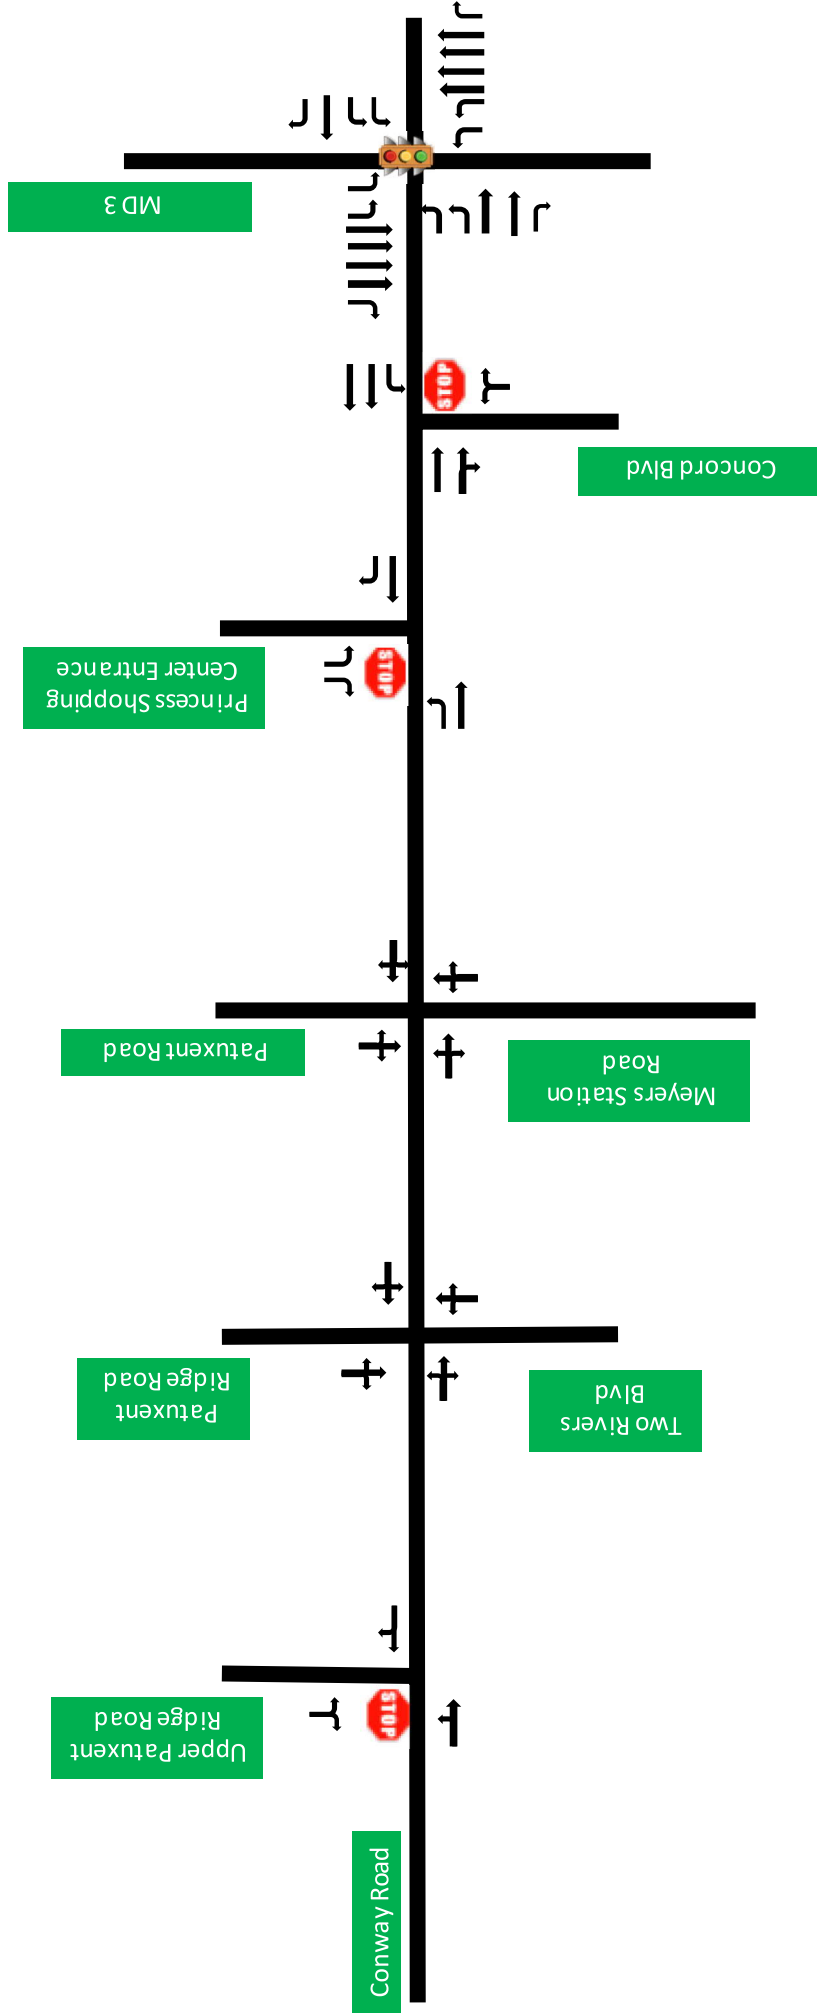 MD 3
STOP
Concord Blvd
Princess Shopping
Center Entrance
STOP
Patuxent Road
Meyers Station
Road
Patuxent
Ridge Road
Two Rivers
Blvd
Upper Patuxent
Ridge Road
STOP
Conway Road